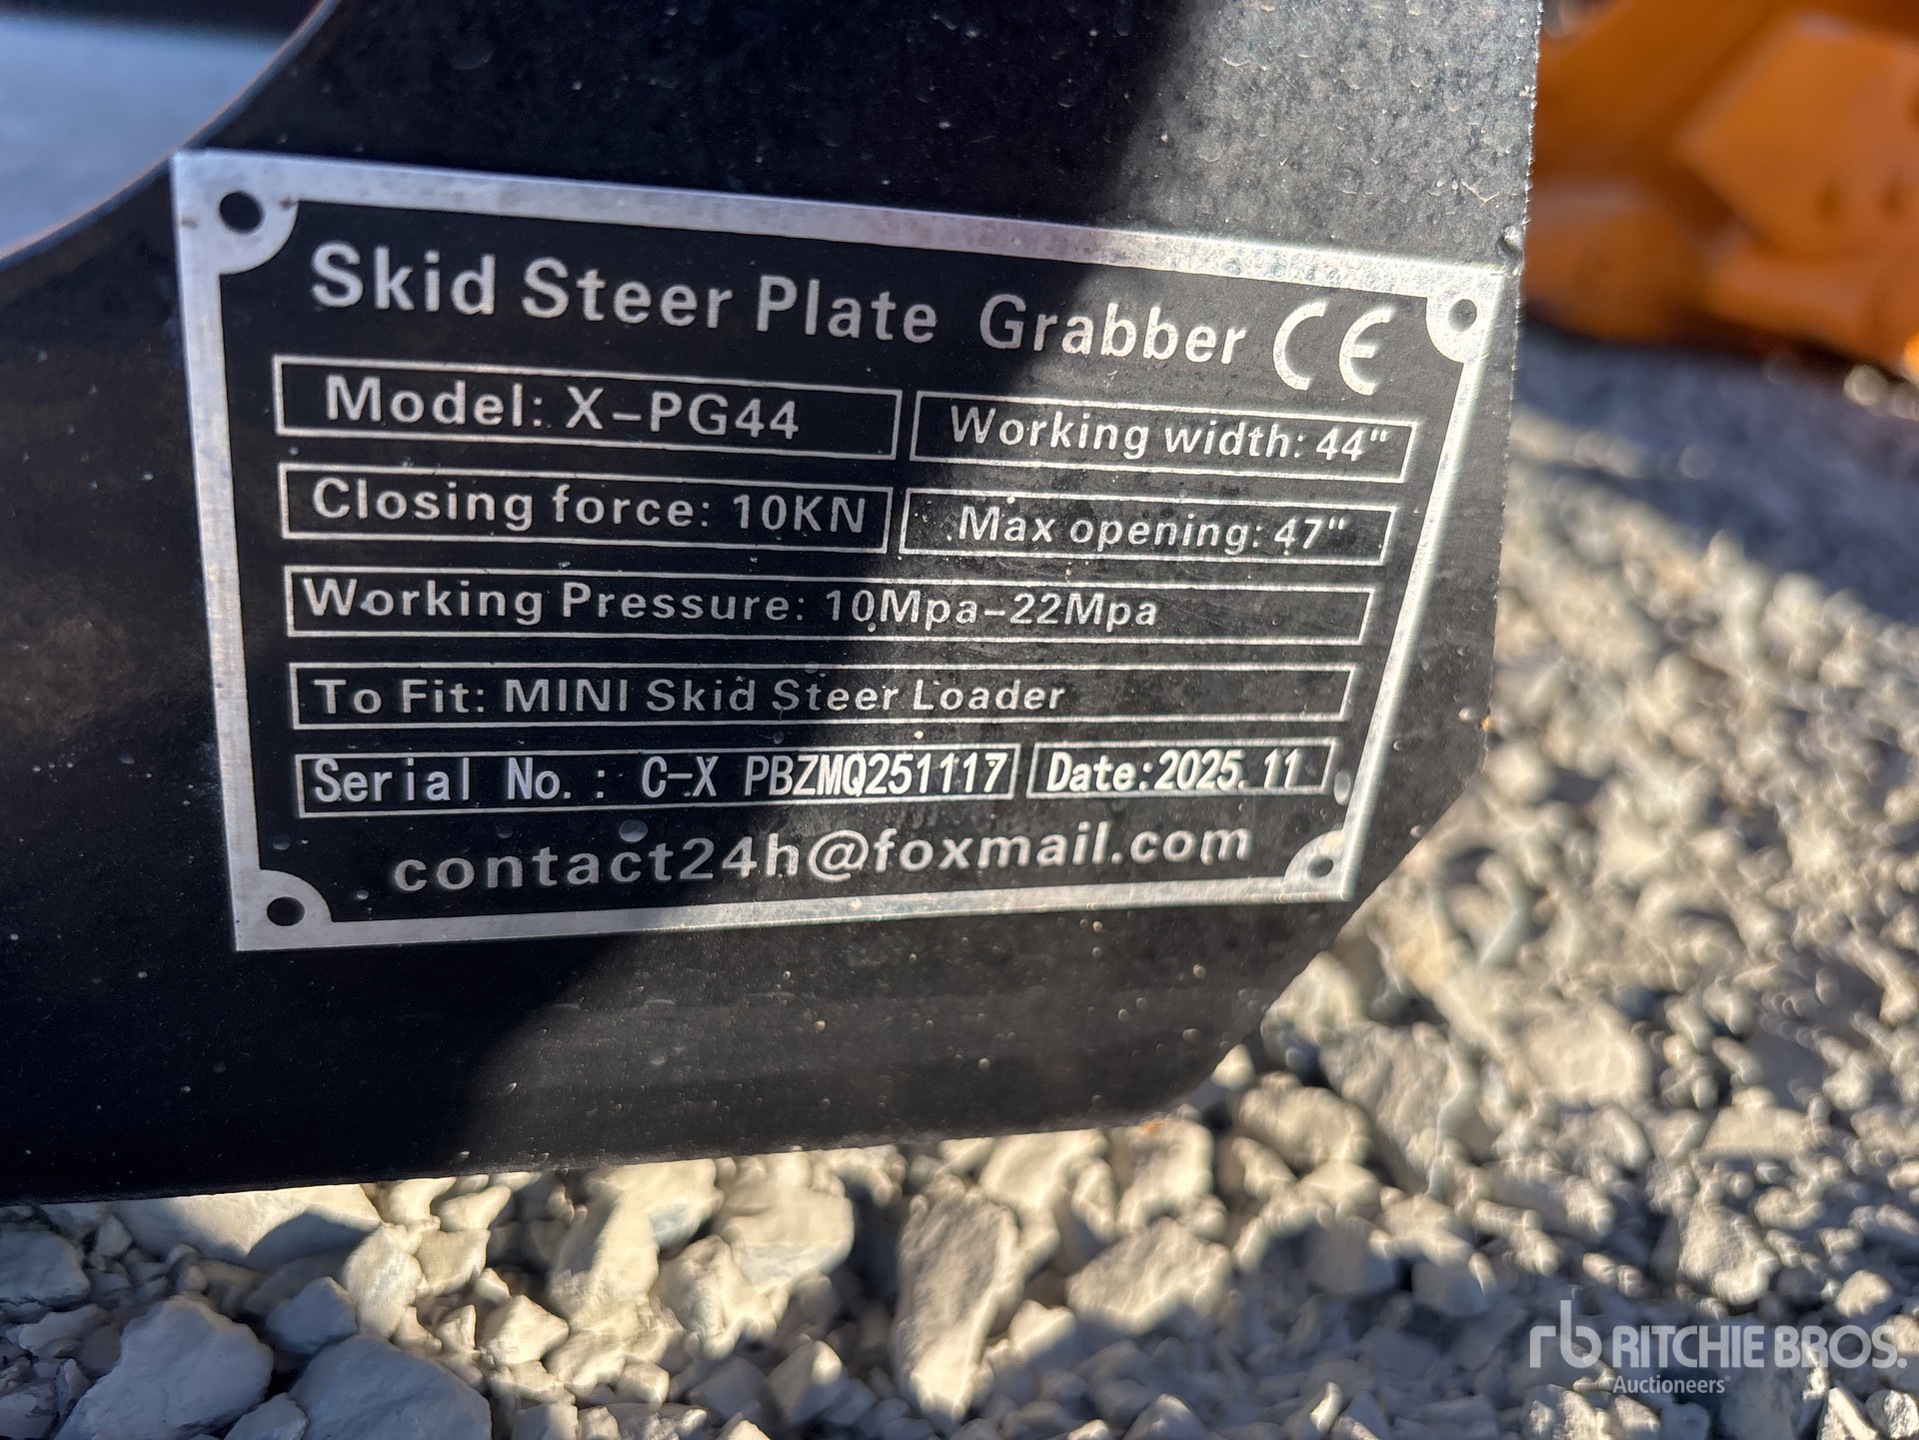 Skid Steer Plate Grabber CE
Model: X-PG44
Working width: 44"
Closing force: 10KN
Max opening: 47"
Working Pressure: 10Mpa-22Mpa
To Fit: MINI Skid Steer Loader
Serial No.: C-X PBZMQ251117
Date:2025.11
contact24h@foxmail.com
rb RITCHIE BROS.
Auctioneers